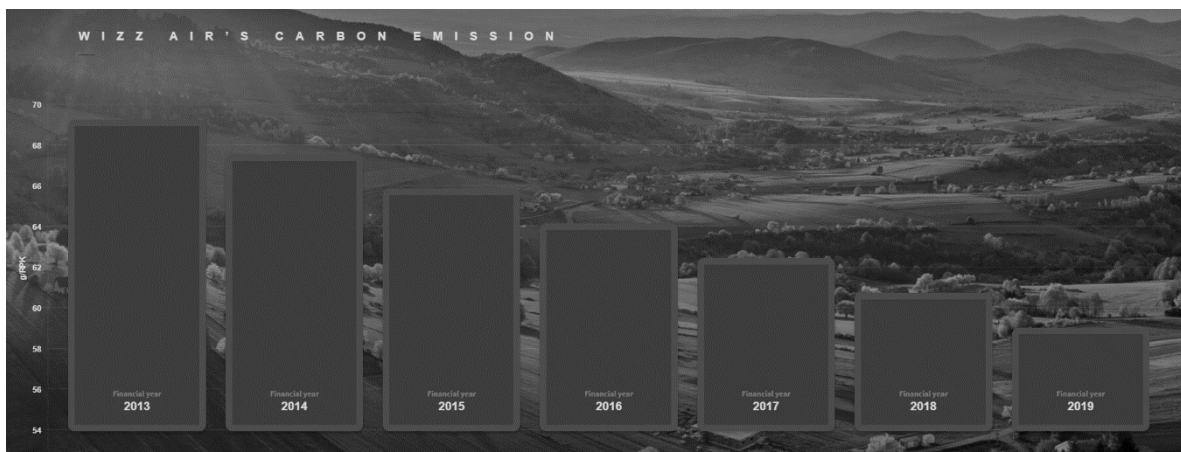 WIZZ AIR'S CARBON EMISSION
70
68
66
64
62
60
58
56
54
g/RPK
Financial year
2013
Financial year
2014
Financial year
2015
Financial year
2016
Financial year
2017
Financial year
2018
Financial year
2019